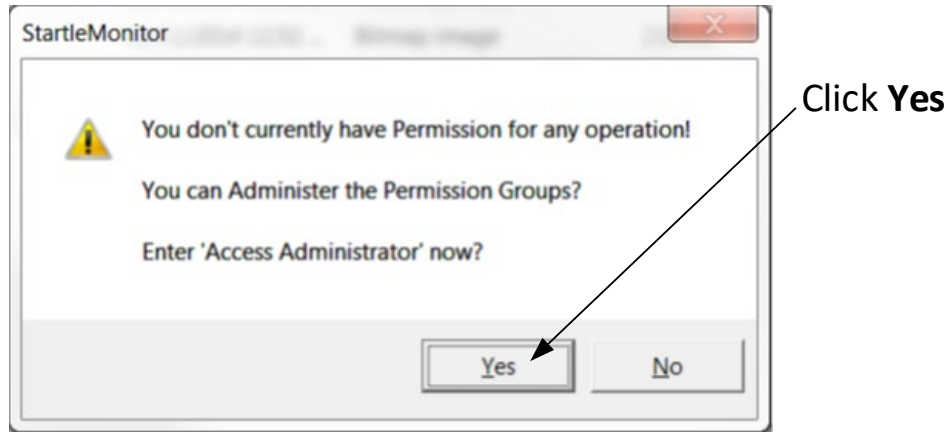 StartleMonitor
Click Yes
You don't currently have Permission for any operation!
You can Administer the Permission Groups?
Enter 'Access Administrator' now?
Yes
No